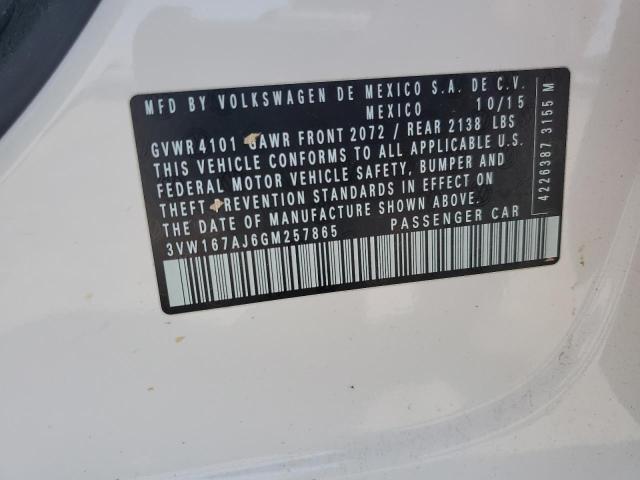 MFD BY VOLKSWAGEN DE MEXICO S.A. DE C.V.
MEXICO 10/15
GVWR 4101 GAWR FRONT 2072 / REAR 2138 LBS
THIS VEHICLE CONFORMS TO ALL APPLICABLE U.S.
FEDERAL MOTOR VEHICLE SAFETY, BUMPER AND
THEFT PREVENTION STANDARDS IN EFFECT ON
THE DATE OF MANUFACTURE SHOWN ABOVE.
3VW167AJ6GM257865 PASSENGER CAR
4226387 3155 M